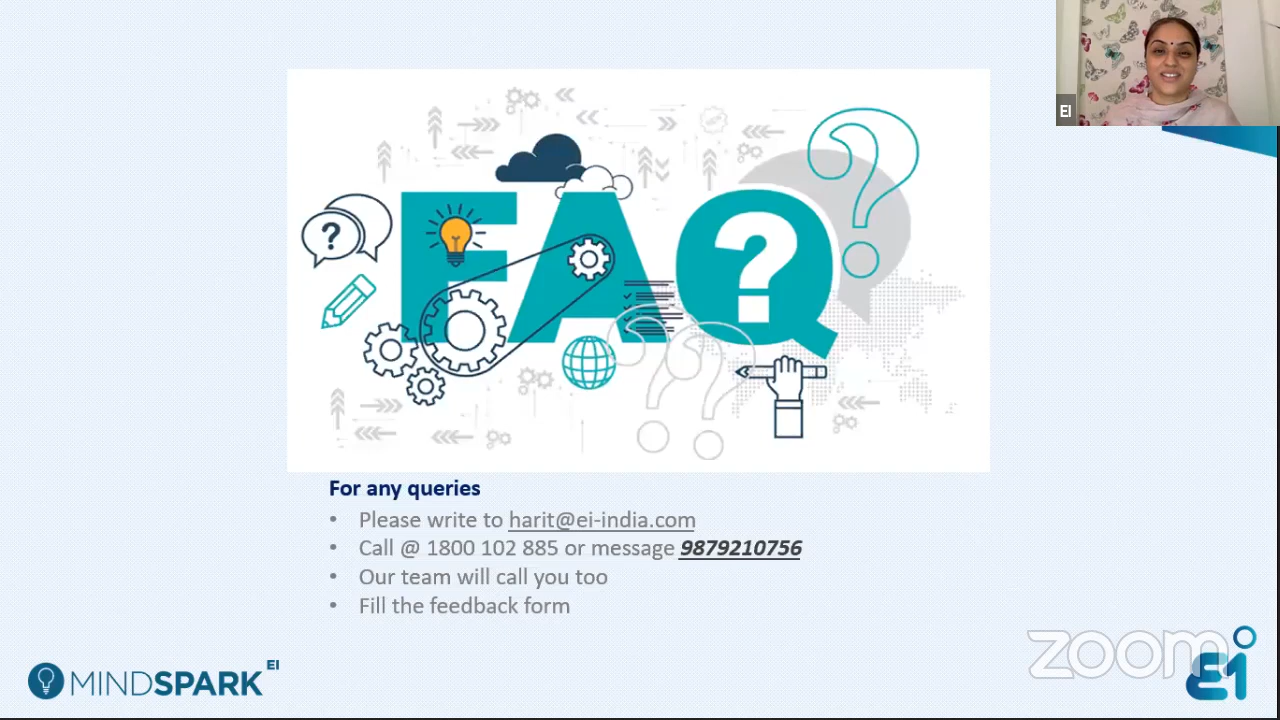 EI
FAQ
?
?
For any queries
• Please write to harit@ei-india.com
• Call @ 1800 102 885 or message 9879210756
• Our team will call you too
• Fill the feedback form
MINDSPARK EI
zoom
EI